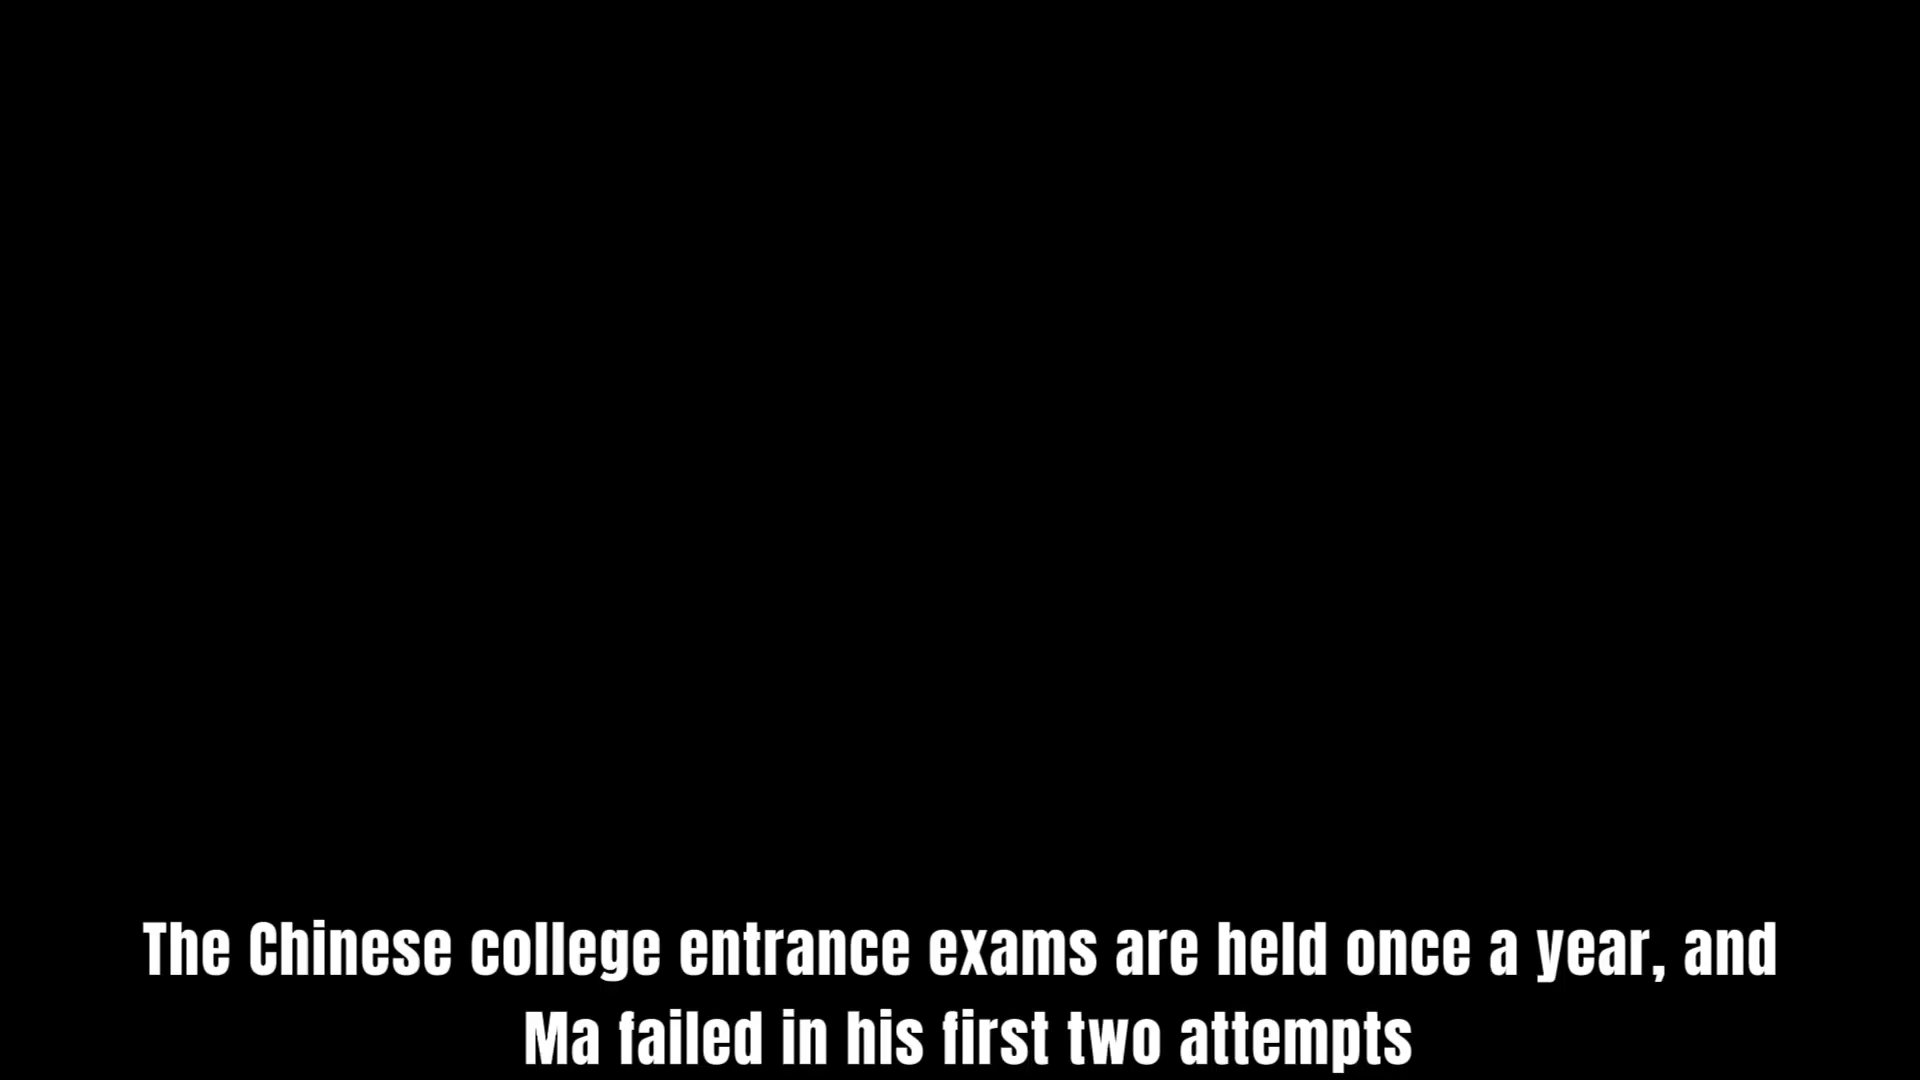 The Chinese college entrance exams are held once a year, and
Ma failed in his first two attempts